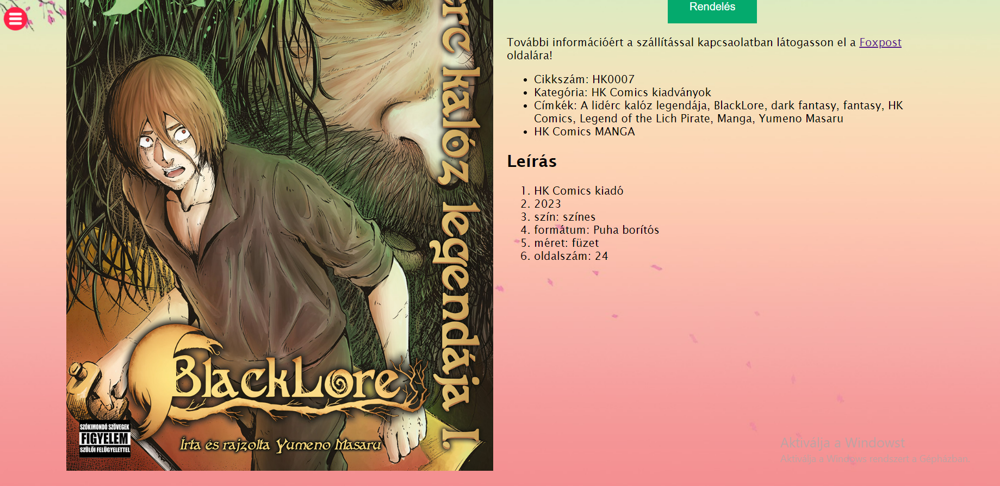 Rendelés
További információért a szállítással kapcsaolatban látogasson el a Foxpost
oldalára!
• Cikkszám: HK0007
• Kategória: HK Comics kiadványok
• Címkék: A lidérc kalóz legendája, BlackLore, dark fantasy, fantasy, HK
Comics, Legend of the Lich Pirate, Manga, Yumeno Masaru
• HK Comics MANGA
Leírás
1. HK Comics kiadó
2. 2023
3. szín: színes
4. formátum: Puha borítós
5. méret: füzet
6. oldalszám: 24
érc kalóz legendája I.
BlackLore
SZÓKIMONDÓ SZÖVEGEK
FIGYELEM
SZÜLŐI FELÜGYELETTEL
Írta és rajzolta Yumeno Masaru
Aktiválja a Windowst
Aktiválja a Windows rendszert a Gépházban.